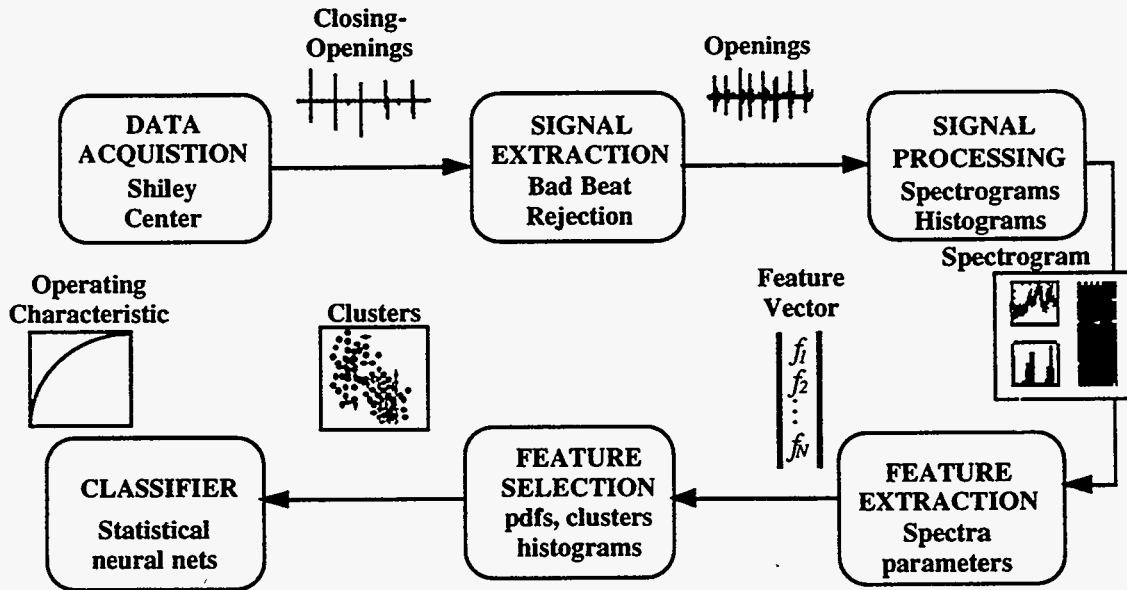 Closing-
Openings
Openings
DATA
ACQUISTION
Shiley
Center
SIGNAL
EXTRACTION
Bad Beat
Rejection
SIGNAL
PROCESSING
Spectrograms
Histograms
Spectrogram
Operating
Characteristic
Clusters
Feature
Vector
f1
f2
⋮
fN
CLASSIFIER
Statistical
neural nets
FEATURE
SELECTION
pdfs, clusters
histograms
FEATURE
EXTRACTION
Spectra
parameters